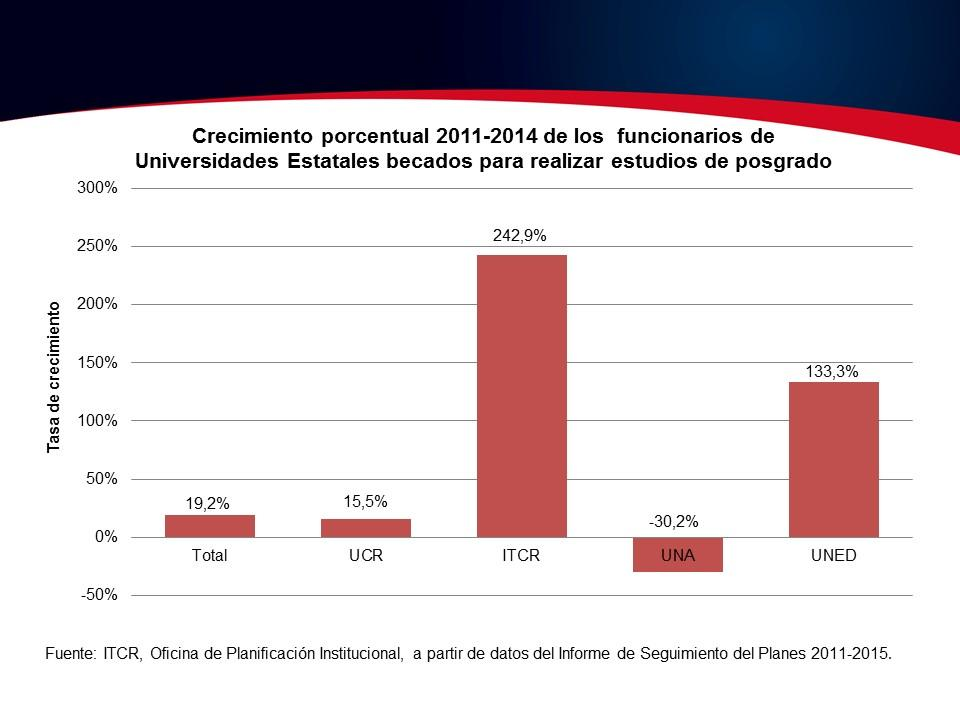 Crecimiento porcentual 2011-2014 de los funcionarios de
Universidades Estatales becados para realizar estudios de posgrado
300%
250%
200%
150%
100%
50%
0%
-50%
Tasa de crecimiento
19,2%
15,5%
242,9%
-30,2%
133,3%
Total
UCR
ITCR
UNA
UNED
Fuente: ITCR, Oficina de Planificación Institucional, a partir de datos del Informe de Seguimiento del Planes 2011-2015.